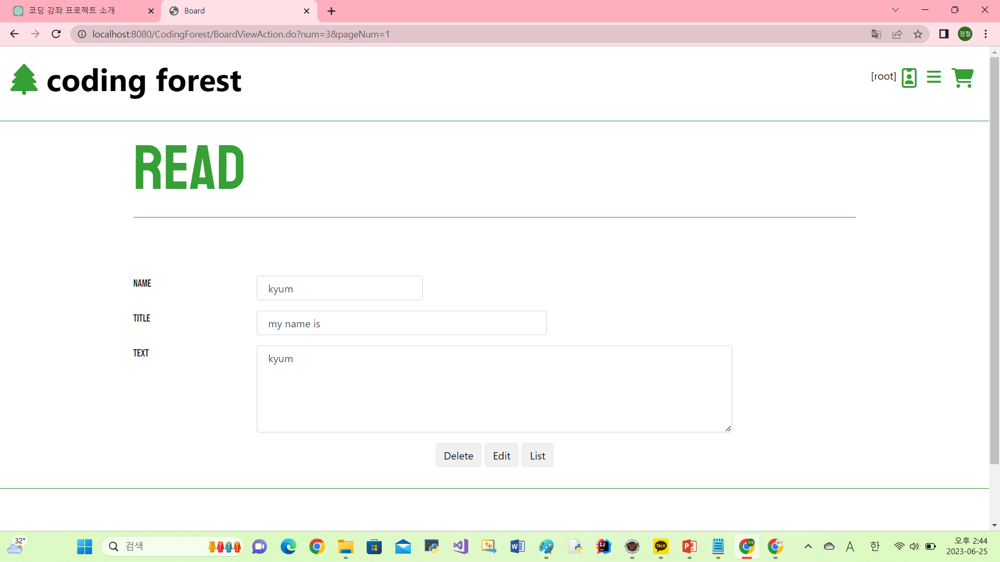 코딩 강좌 프로젝트 소개
Board
localhost:8080/CodingForest/BoardViewAction.do?num=3&pageNum=1
정철
coding forest
[root]
READ
NAME
kyum
TITLE
my name is
TEXT
kyum
Delete
Edit
List
32°
검색
TALK
A
한
오후 2:44
2023-06-25